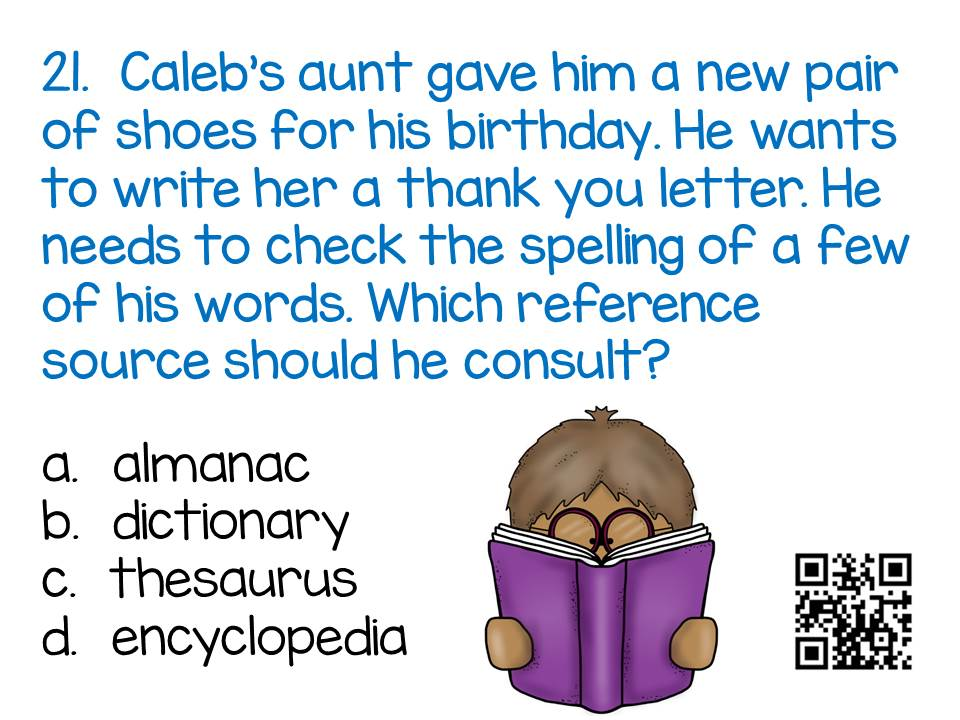 21. Caleb's aunt gave him a new pair
of shoes for his birthday. He wants
to write her a thank you letter. He
needs to check the spelling of a few
of his words. Which reference
source should he consult?
a. almanac
b. dictionary
c. thesaurus
d. encyclopedia